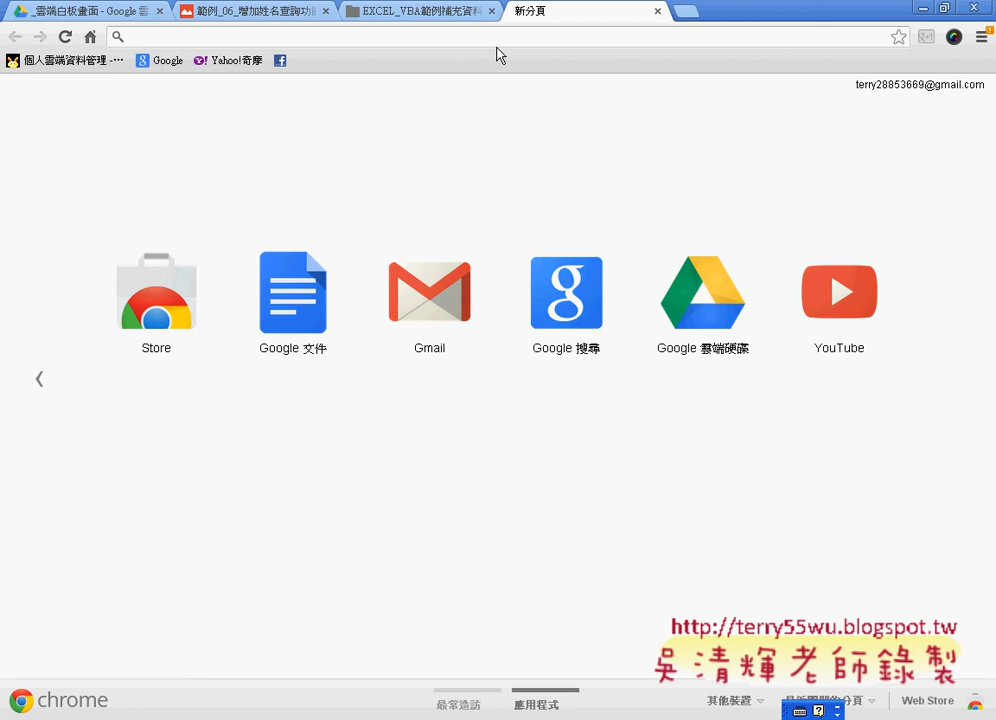 _雲端白板畫面 - Google 雲
範例_06_增加姓名查詢功能
EXCEL_VBA範例補充資料
新分頁
個人雲端資料管理 -…
Google
Yahoo!奇摩
terry28853669@gmail.com
Store
Google 文件
Gmail
Google 搜尋
Google 雲端硬碟
YouTube
http://terry55wu.blogspot.tw
吳清輝老師錄製
chrome
最常造訪
應用程式
其他裝置
Web Store